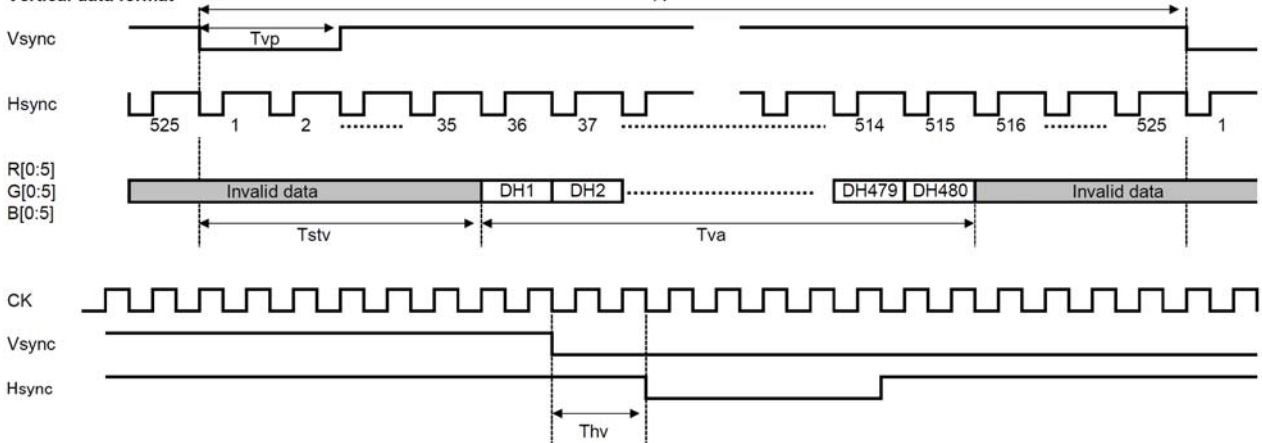 Vsync
Tvp
Hsync
525 1 2 ........ 35 36 37 .......................... 514 515 516 ......... 525 1
R[0:5]
G[0:5]
B[0:5]
Invalid data DH1 DH2 .......................... DH479 DH480 Invalid data
Tstv Tva
CK
Vsync
Hsync
Thv